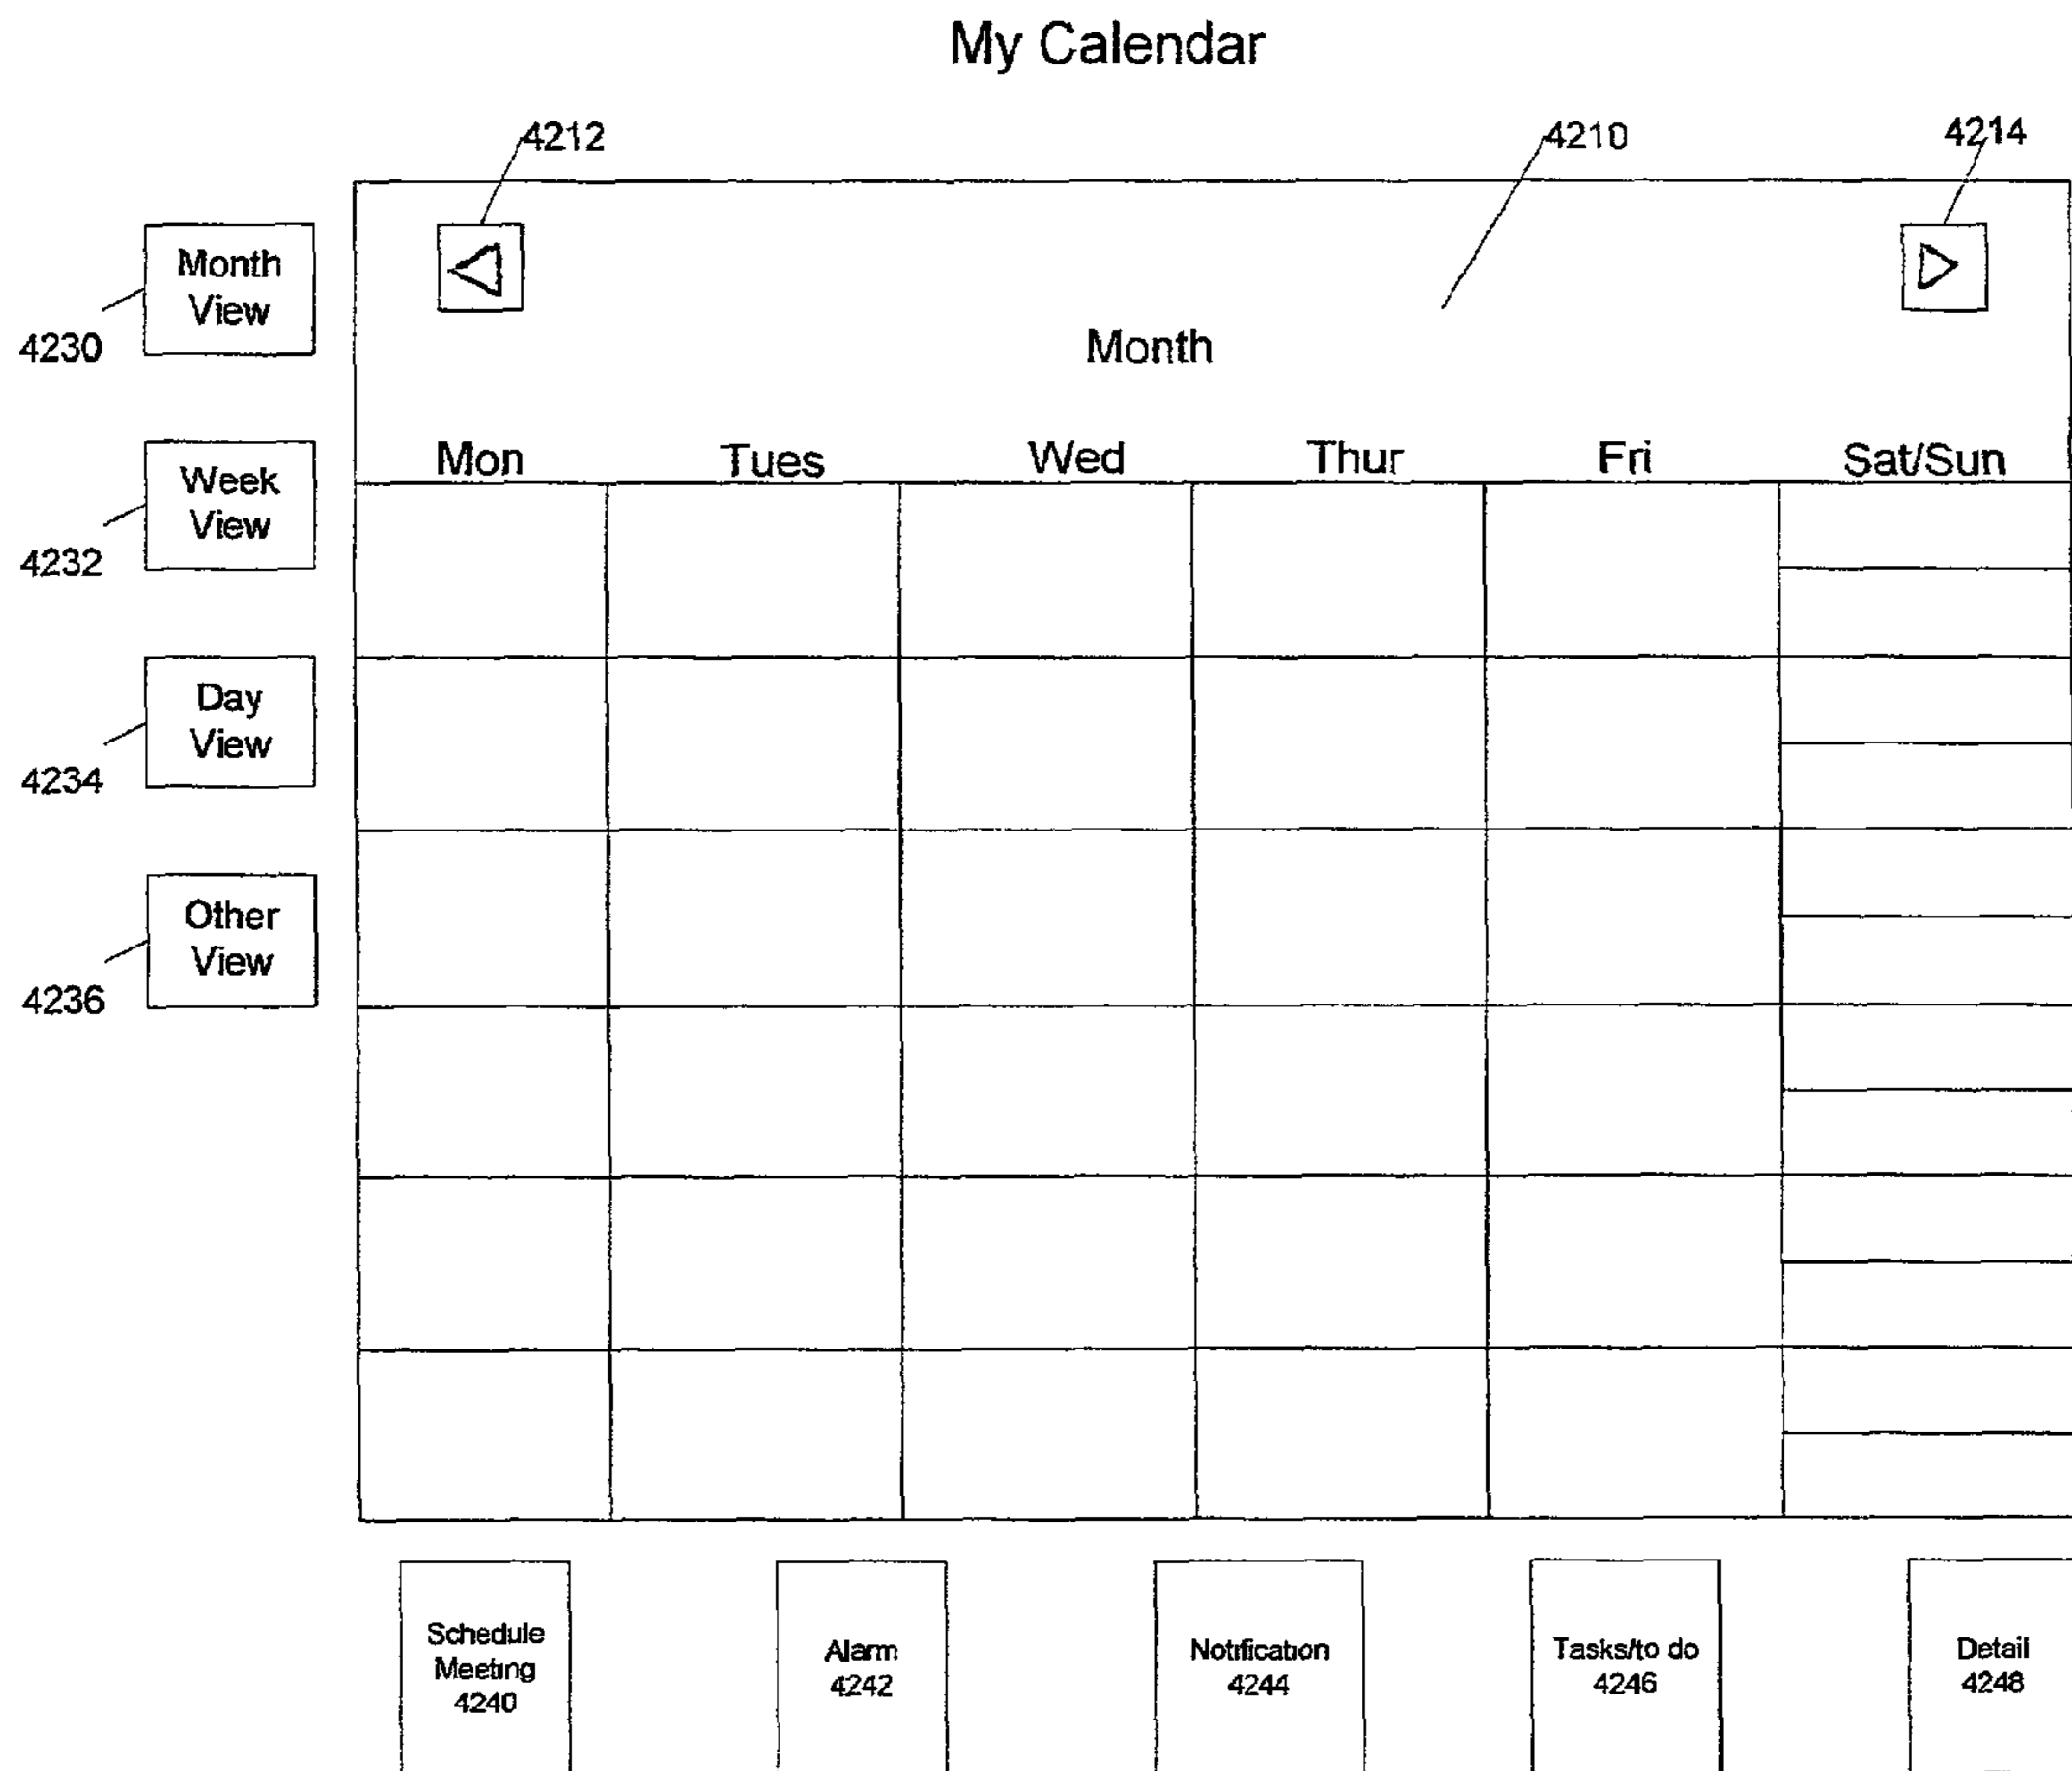 My Calendar
4212
4210
4214
Month
View
4230
Month
Mon Tues Wed Thur Fri Sat/Sun
Week
View
4232
Day
View
4234
Other
View
4236
Schedule
Meeting
4240
Alarm
4242
Notification
4244
Tasks/to do
4246
Detail
4248